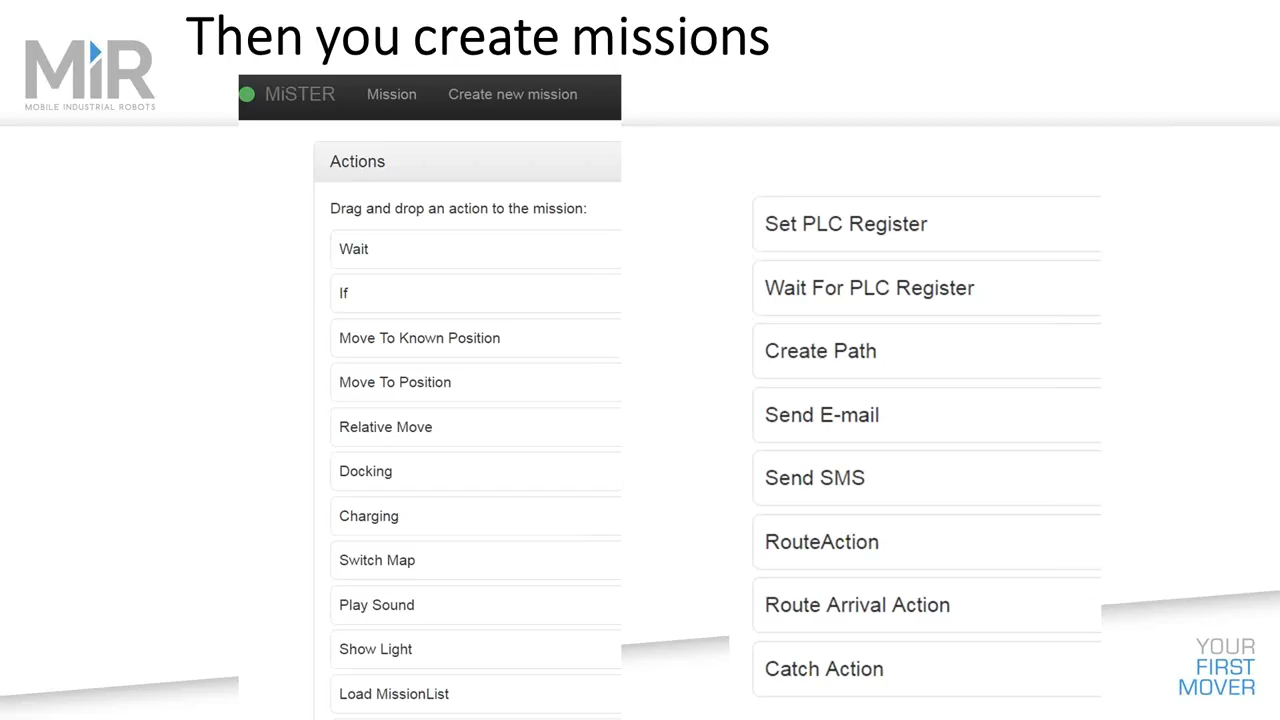 Then you create missions
MiR
MOBILE INDUSTRIAL ROBOTS
MiSTER Mission Create new mission
Actions
Drag and drop an action to the mission:
Wait
If
Move To Known Position
Move To Position
Relative Move
Docking
Charging
Switch Map
Play Sound
Show Light
Load MissionList
Set PLC Register
Wait For PLC Register
Create Path
Send E-mail
Send SMS
RouteAction
Route Arrival Action
Catch Action
YOUR
FIRST
MOVER